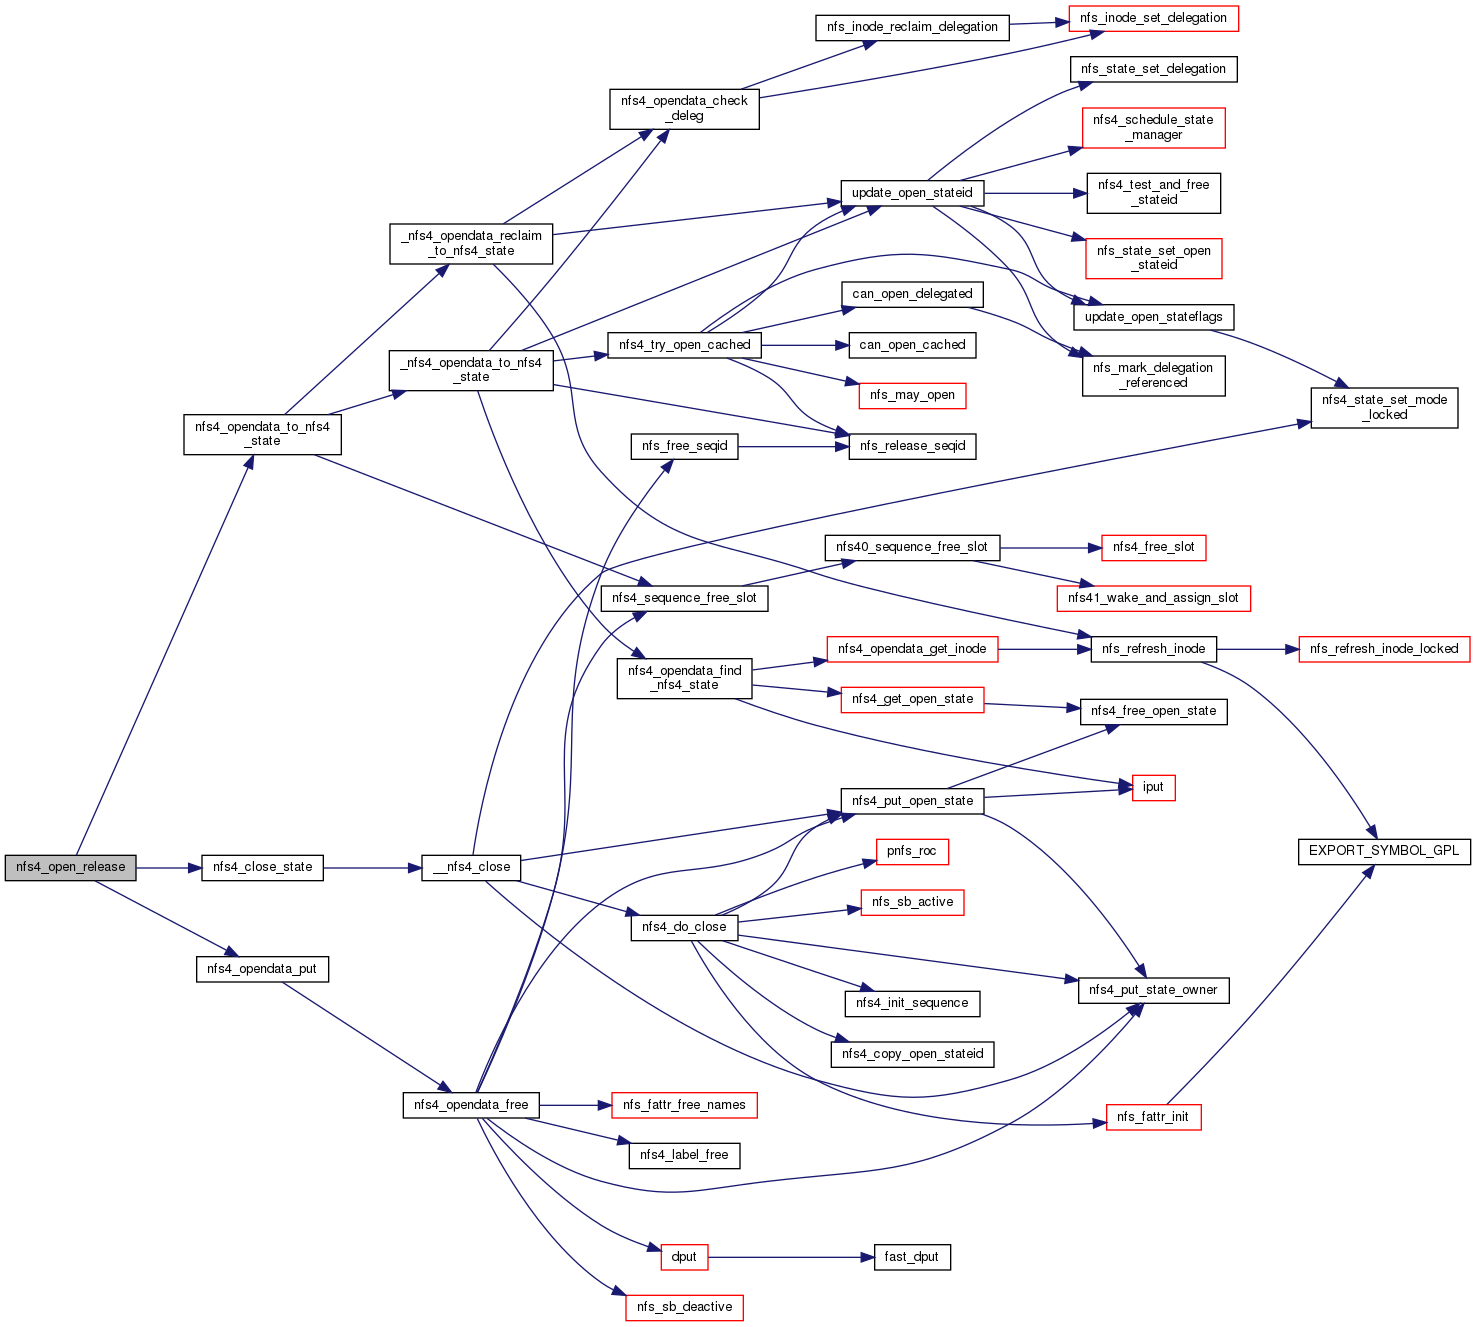 nfs_inode_reclaim_delegation
nfs_inode_set_delegation
nfs_state_set_delegation
nfs4_opendata_check
_deleg
nfs4_schedule_state
_manager
update_open_stateid
nfs4_test_and_free
_stateid
_nfs4_opendata_reclaim
_to_nfs4_state
nfs_state_set_open
_stateid
can_open_delegated
update_open_stateflags
nfs4_try_open_cached
can_open_cached
_nfs4_opendata_to_nfs4
_state
nfs_mark_delegation
_referenced
nfs_may_open
nfs4_state_set_mode
_locked
nfs4_opendata_to_nfs4
_state
nfs_free_seqid
nfs_release_seqid
nfs40_sequence_free_slot
nfs4_free_slot
nfs4_sequence_free_slot
nfs41_wake_and_assign_slot
nfs4_opendata_get_inode
nfs_refresh_inode
nfs_refresh_inode_locked
nfs4_opendata_find
_nfs4_state
nfs4_get_open_state
nfs4_free_open_state
iput
nfs4_put_open_state
EXPORT_SYMBOL_GPL
pnfs_roc
nfs4_open_release
nfs4_close_state
__nfs4_close
nfs_sb_active
nfs4_do_close
nfs4_opendata_put
nfs4_put_state_owner
nfs4_init_sequence
nfs4_copy_open_stateid
nfs4_opendata_free
nfs_fattr_free_names
nfs_fattr_init
nfs4_label_free
dput
fast_dput
nfs_sb_deactive